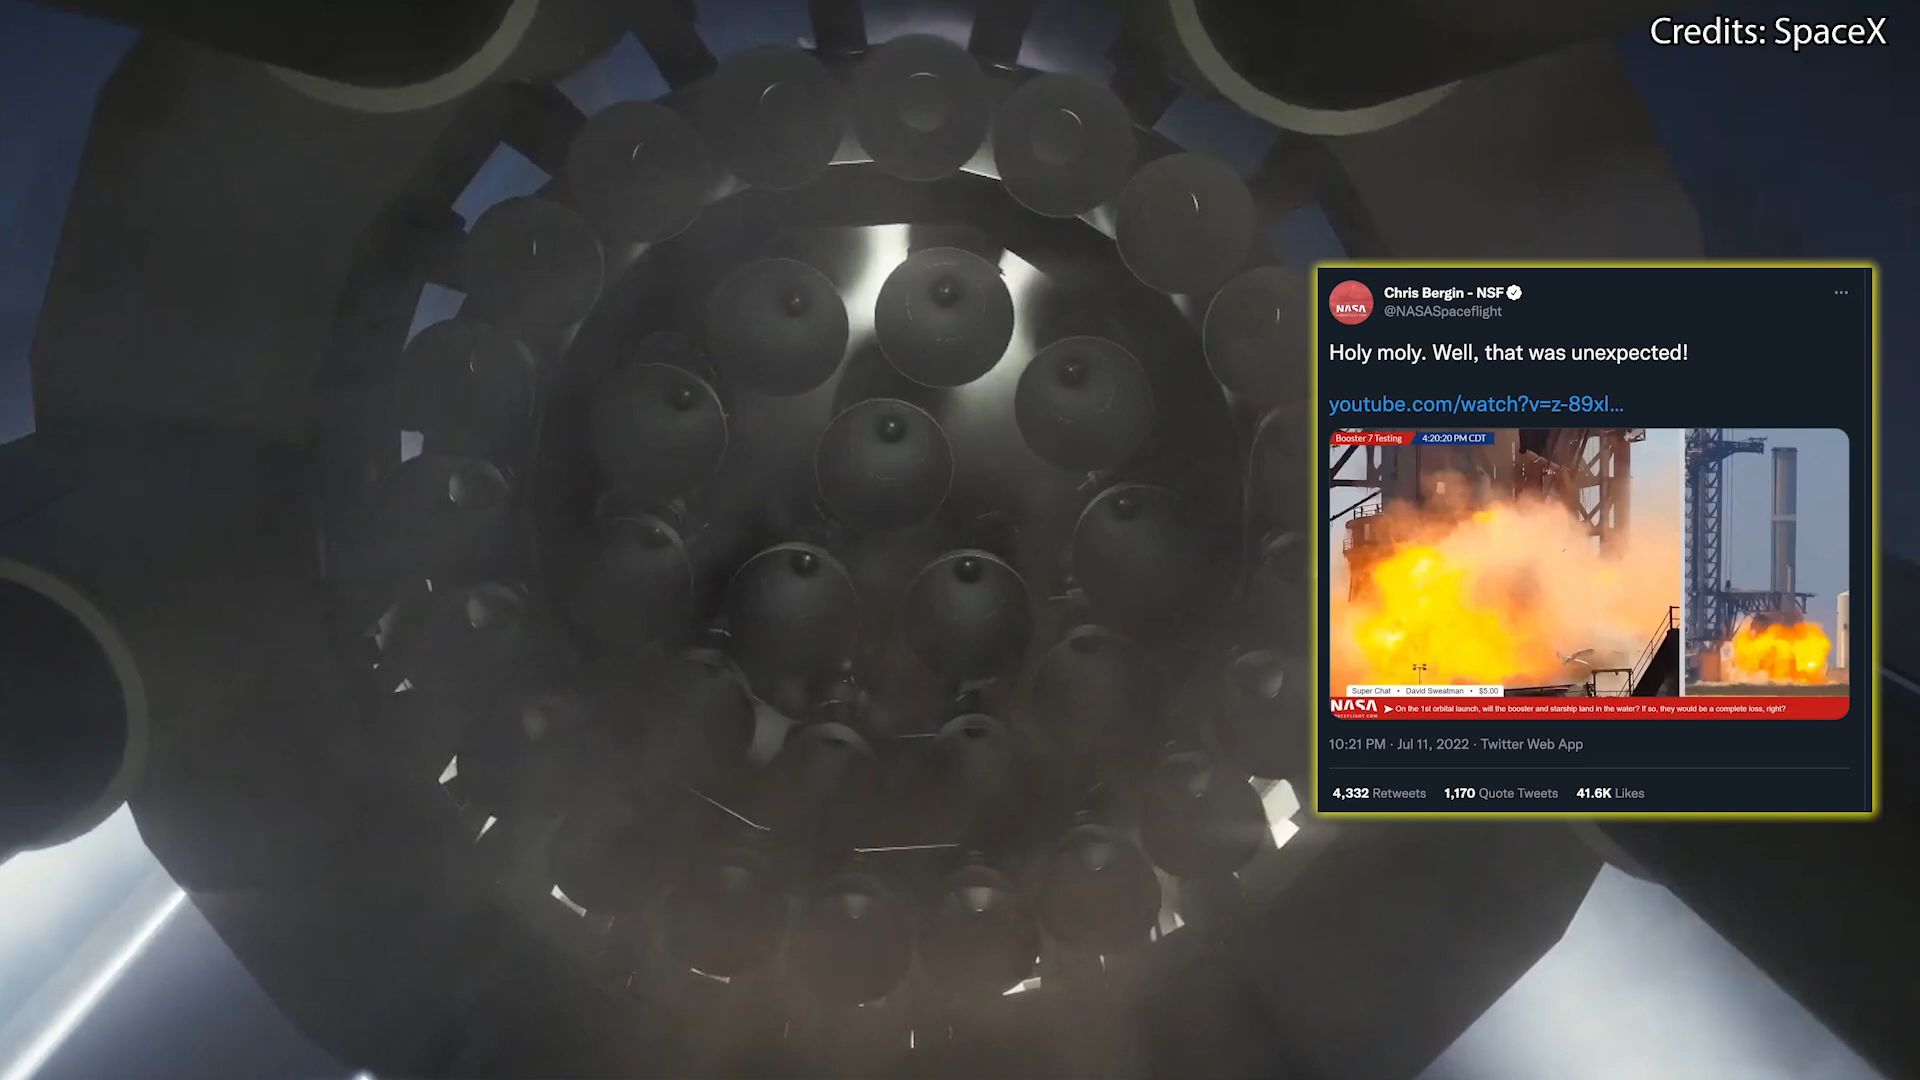 Credits: SpaceX
Chris Bergin - NSF
@NASASpaceflight
Holy moly. Well, that was unexpected!
youtube.com/watch?v=z-89xl...
Booster 7 Testing 4:20:20 PM CDT
Super Chat • David Sweatman • $5.00
NASA
SPACEFLIGHT.COM
On the 1st orbital launch, will the booster and starship land in the water? If so, they would be a complete loss, right?
10:21 PM · Jul 11, 2022 · Twitter Web App
4,332 Retweets 1,170 Quote Tweets 41.6K Likes
NASA